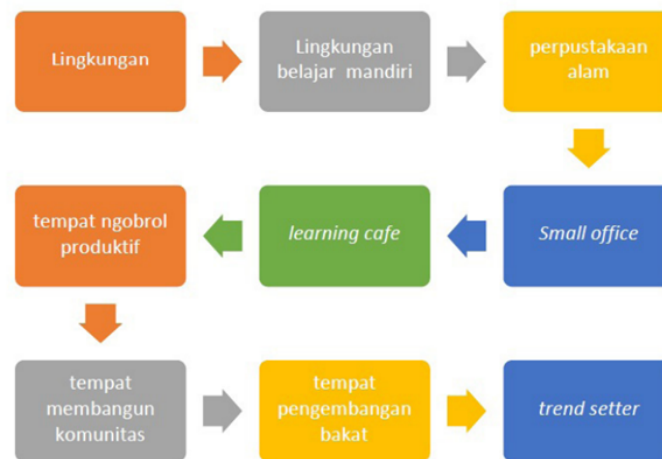 Lingkungan
Lingkungan
belajar mandiri
perpustakaan
alam
Small office
learning cafe
tempat ngobrol
produktif
tempat
membangun
komunitas
tempat
pengembangan
bakat
trend setter